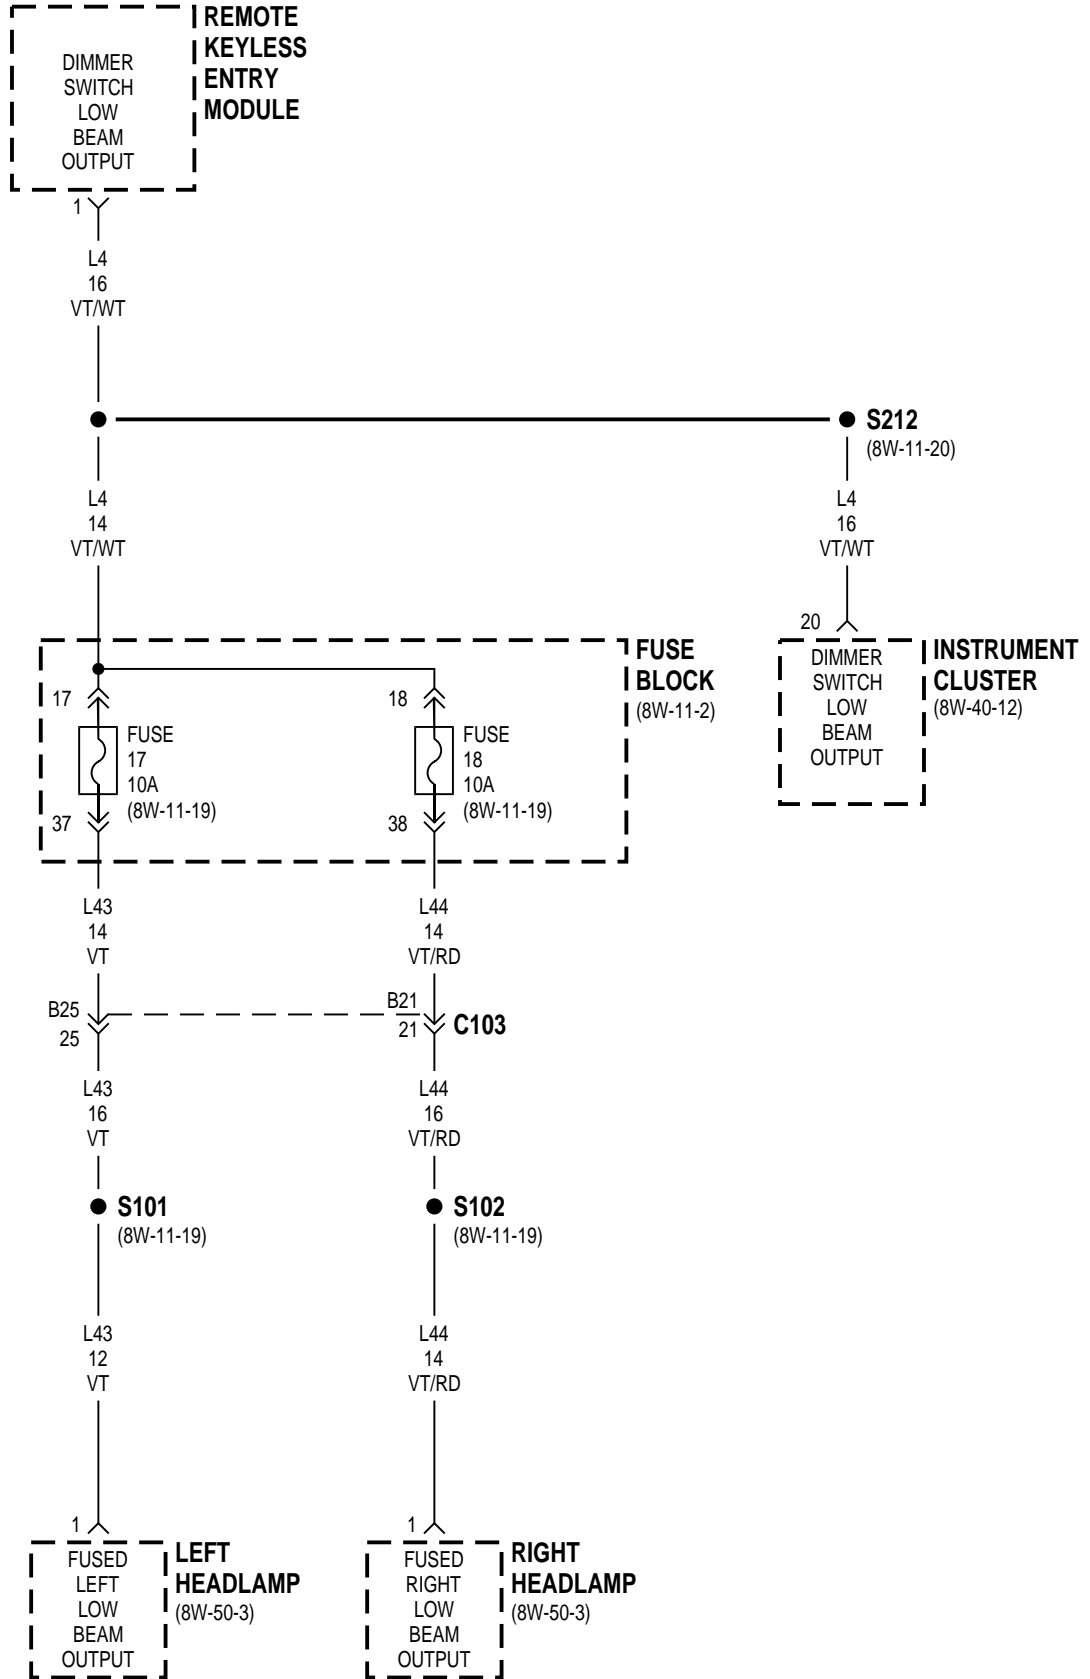 REMOTE
KEYLESS
ENTRY
MODULE
DIMMER
SWITCH
LOW
BEAM
OUTPUT
1
L4
16
VT/WT
S212
(8W-11-20)
L4
14
VT/WT
L4
16
VT/WT
20
INSTRUMENT
CLUSTER
(8W-40-12)
DIMMER
SWITCH
LOW
BEAM
OUTPUT
FUSE
BLOCK
(8W-11-2)
17
FUSE
17
10A
(8W-11-19)
37
18
FUSE
18
10A
(8W-11-19)
38
L43
14
VT
L44
14
VT/RD
B25
25
B21
21
C103
L43
16
VT
L44
16
VT/RD
S101
(8W-11-19)
S102
(8W-11-19)
L43
12
VT
L44
14
VT/RD
1
FUSED
LEFT
LOW
BEAM
OUTPUT
LEFT
HEADLAMP
(8W-50-3)
1
FUSED
RIGHT
LOW
BEAM
OUTPUT
RIGHT
HEADLAMP
(8W-50-3)